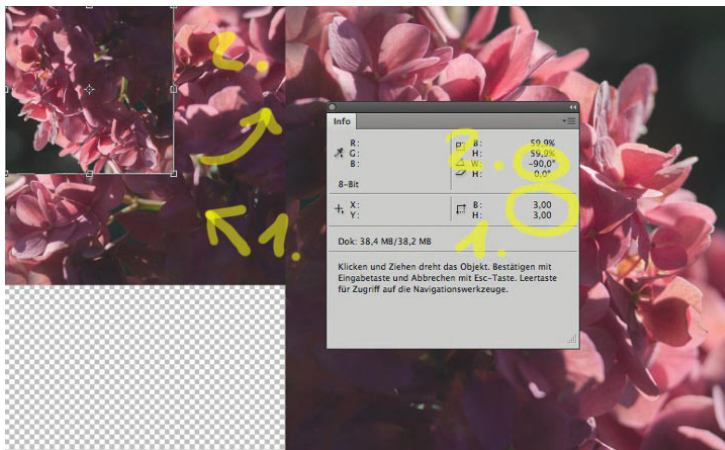 2.
1.
Info
R:
G:
B:
8-Bit
B: 59,9%
H: 59,9%
W: -90,0°
H: 0,0°
2.
X:
Y:
B: 3,00
H: 3,00
1.
Dok: 38,4 MB/38,2 MB
Klicken und Ziehen dreht das Objekt. Bestätigen mit
Eingabetaste und Abbrechen mit Esc-Taste. Leertaste
für Zugriff auf die Navigationswerkzeuge.